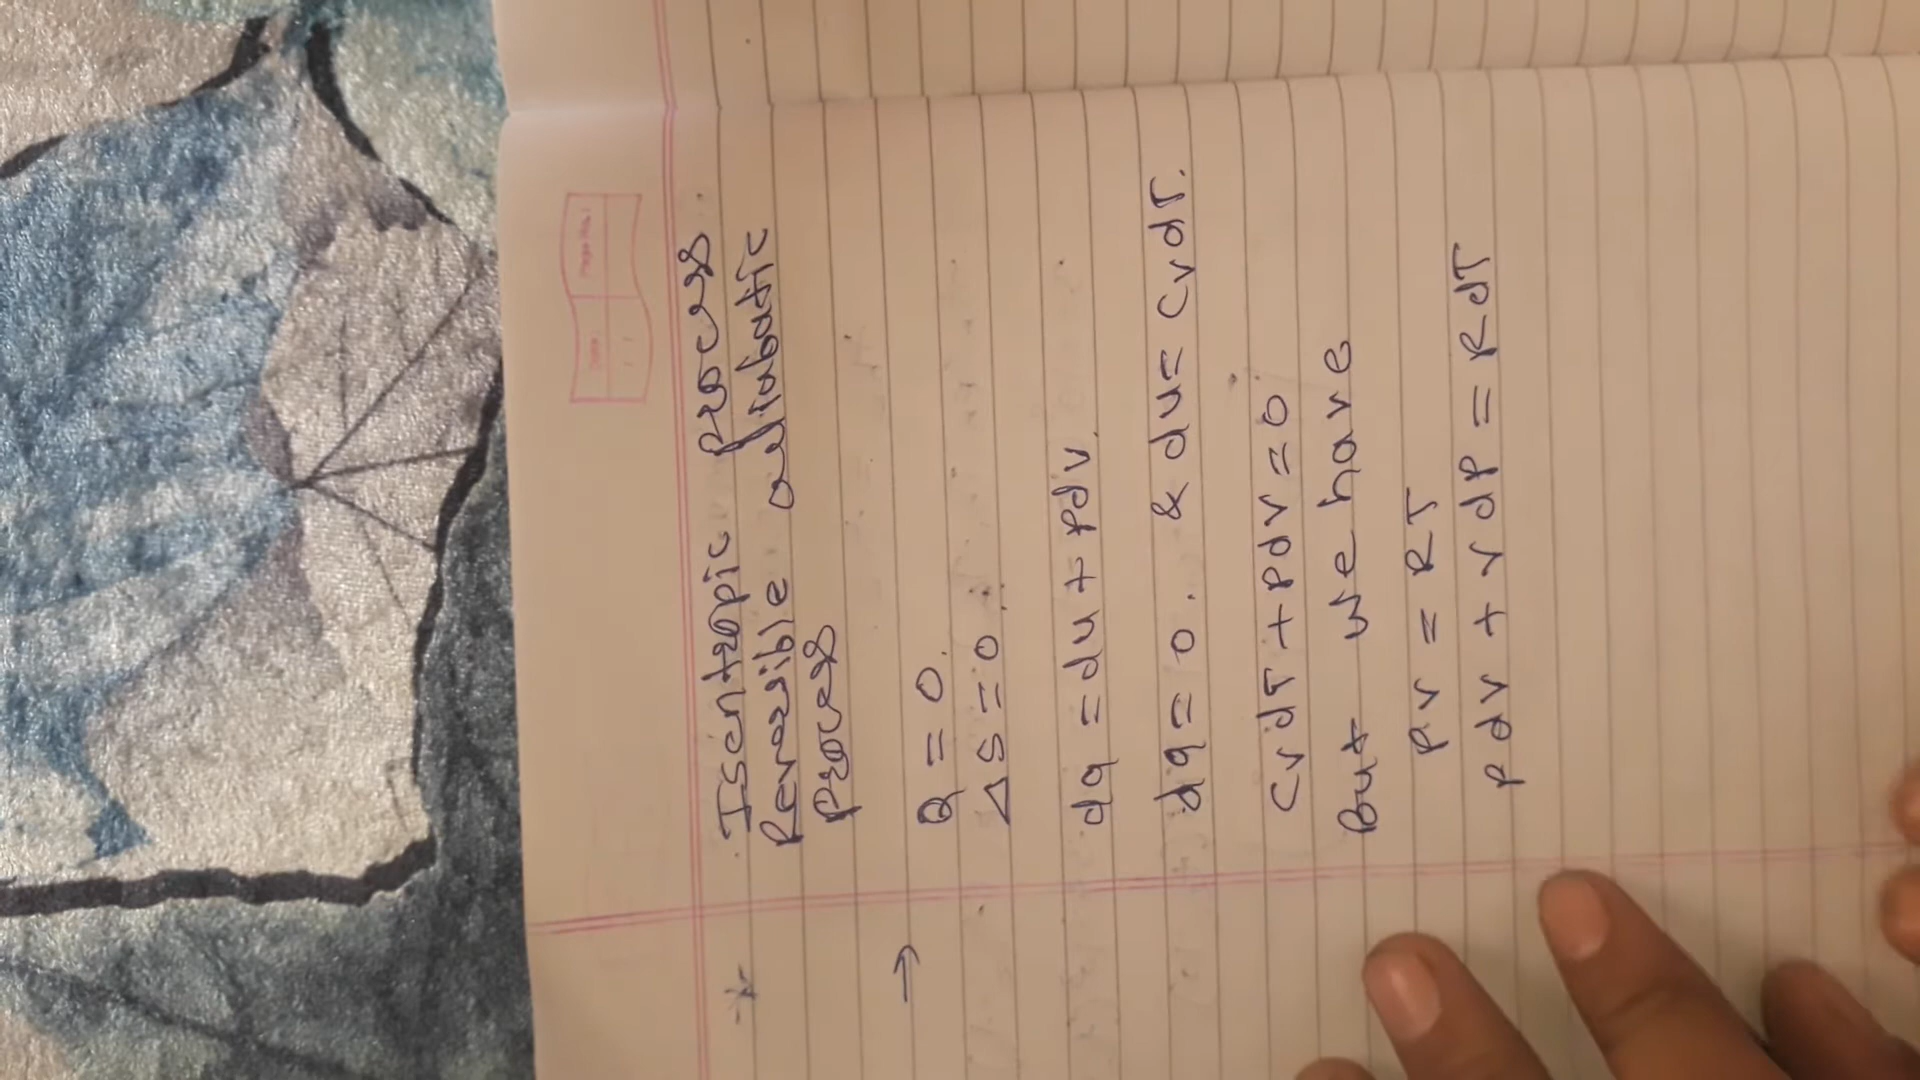 * Isentropic process
Reversible adiabatic
process
→ Q = 0.
Δs = 0
dq = du + pdv.
dq = 0. & du = CvdT.
CvdT + pdv = 0
But we have
Pv = RT
Pdv + vdP = RdT